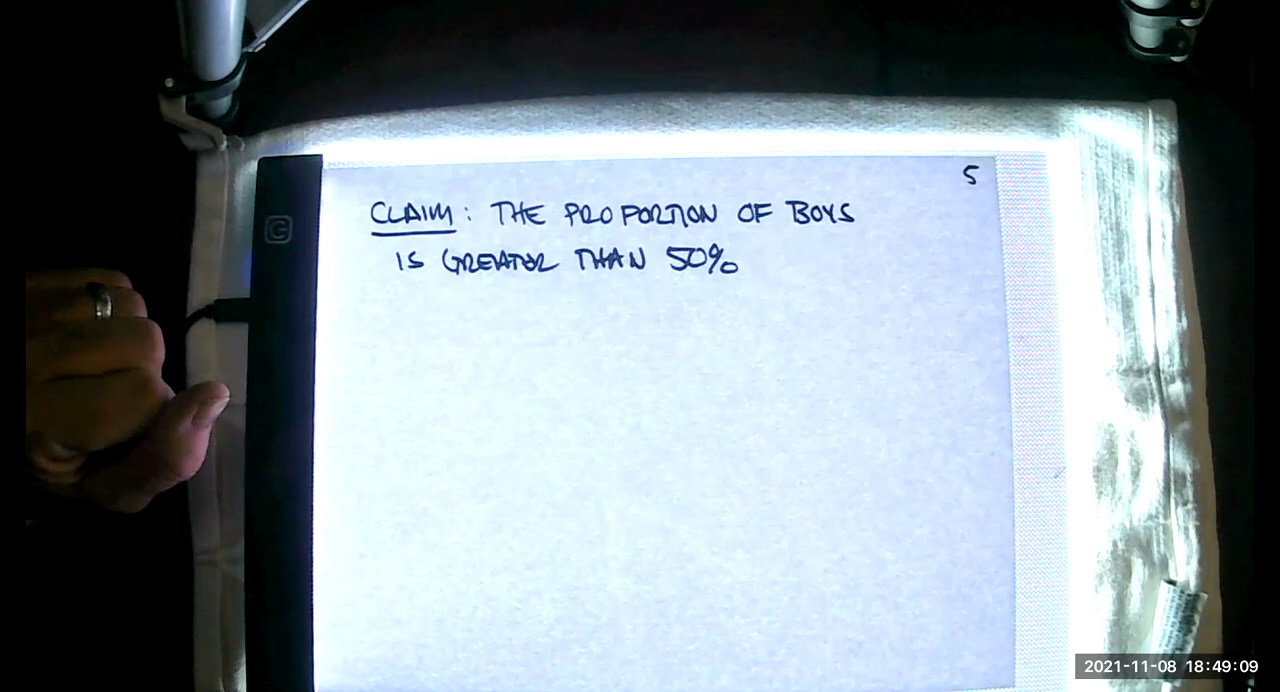 5
CLAIM: THE PROPORTION OF BOYS
IS GREATER THAN 50%
2021-11-08 18:49:09